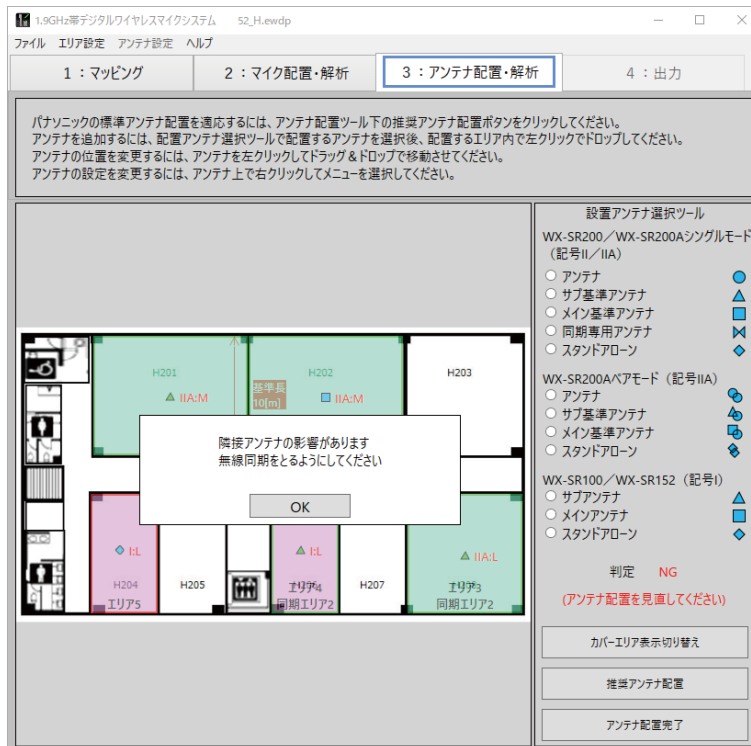 1.9GHz帯デジタルワイヤレスマイクシステム 52_H.ewdp
ファイル エリア設定 アンテナ設定 ヘルプ
1：マッピング 2：マイク配置・解析 3：アンテナ配置・解析 4：出力
パナソニックの標準アンテナ配置を適応するには、アンテナ配置ツール下の推奨アンテナ配置ボタンをクリックしてください。
アンテナを追加するには、配置アンテナ選択ツールで配置するアンテナを選択後、配置するエリア内で左クリックでドロップしてください。
アンテナの位置を変更するには、アンテナを左クリックしてドラッグ＆ドロップで移動させてください。
アンテナの設定を変更するには、アンテナ上で右クリックしてメニューを選択してください。
H201 H202 H203
IIA:M
基準長
10[m]
IIA:M
隣接アンテナの影響があります
無線同期をとるようにしてください
OK
I:L I:L IIA:L
H204 H205 エリア4 H207 エリア3
エリア5 同期エリア2 同期エリア2
設置アンテナ選択ツール
WX-SR200／WX-SR200Aシングルモード
（記号II／IIA）
アンテナ
サブ基準アンテナ
メイン基準アンテナ
同期専用アンテナ
スタンドアローン
WX-SR200Aペアモード（記号IIA）
アンテナ
サブ基準アンテナ
メイン基準アンテナ
スタンドアローン
WX-SR100／WX-SR152（記号I）
サブアンテナ
メインアンテナ
スタンドアローン
判定 NG
(アンテナ配置を見直してください)
カバーエリア表示切り替え
推奨アンテナ配置
アンテナ配置完了